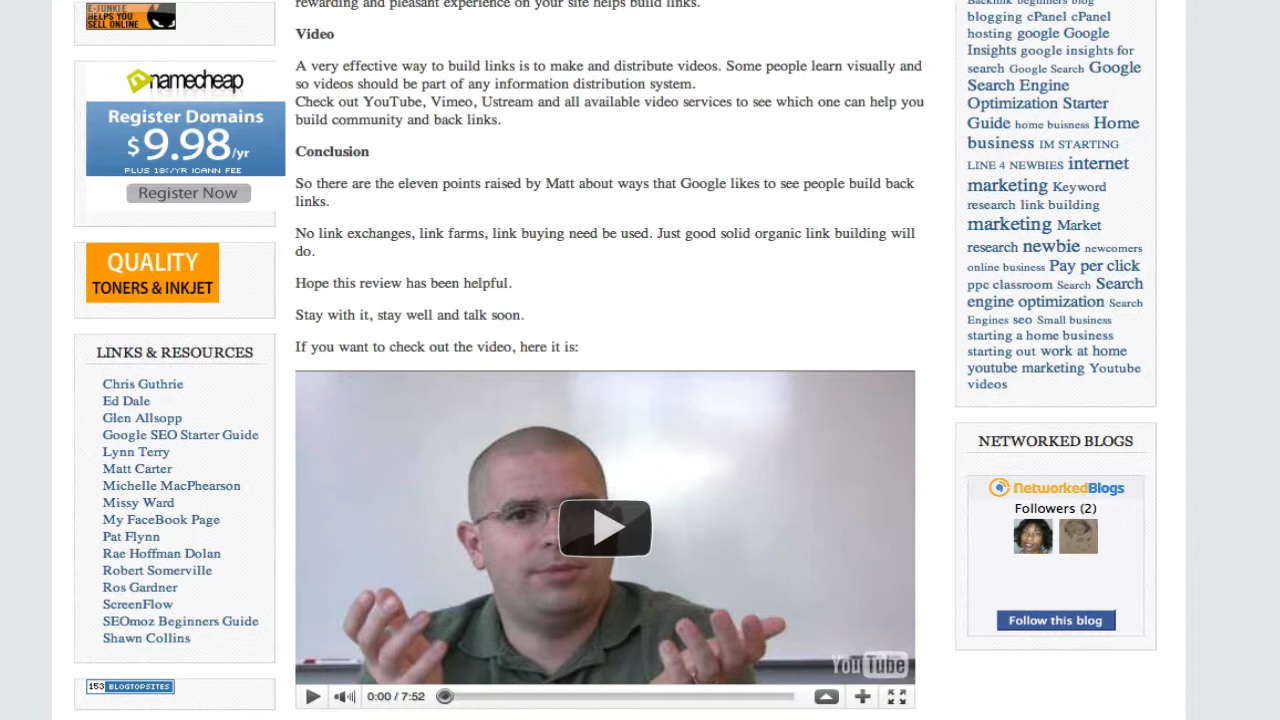 E-JUNKIE
HELPS YOU
SELL ONLINE
namecheap
Register Domains
$9.98/yr
PLUS 18¢/YR ICANN FEE
Register Now
QUALITY
TONERS & INKJET
LINKS & RESOURCES
Chris Guthrie
Ed Dale
Glen Allsopp
Google SEO Starter Guide
Lynn Terry
Matt Carter
Michelle MacPhearson
Missy Ward
My FaceBook Page
Pat Flynn
Rae Hoffman Dolan
Robert Somerville
Ros Gardner
ScreenFlow
SEOmoz Beginners Guide
Shawn Collins
153 BLOGTOPSITES
rewarding and pleasant experience on your site helps build links.
Video
A very effective way to build links is to make and distribute videos. Some people learn visually and
so videos should be part of any information distribution system.
Check out YouTube, Vimeo, Ustream and all available video services to see which one can help you
build community and back links.
Conclusion
So there are the eleven points raised by Matt about ways that Google likes to see people build back
links.
No link exchanges, link farms, link buying need be used. Just good solid organic link building will
do.
Hope this review has been helpful.
Stay with it, stay well and talk soon.
If you want to check out the video, here it is:
YouTube
0:00 / 7:52
Backlink beginners blog
blogging cPanel cPanel
hosting google Google
Insights google insights for
search Google Search Google
Search Engine
Optimization Starter
Guide home buisness Home
business IM STARTING
LINE 4 NEWBIES internet
marketing Keyword
research link building
marketing Market
research newbie newcomers
online business Pay per click
ppc classroom Search Search
engine optimization Search
Engines seo Small business
starting a home business
starting out work at home
youtube marketing Youtube
videos
NETWORKED BLOGS
NetworkedBlogs
Followers (2)
Follow this blog